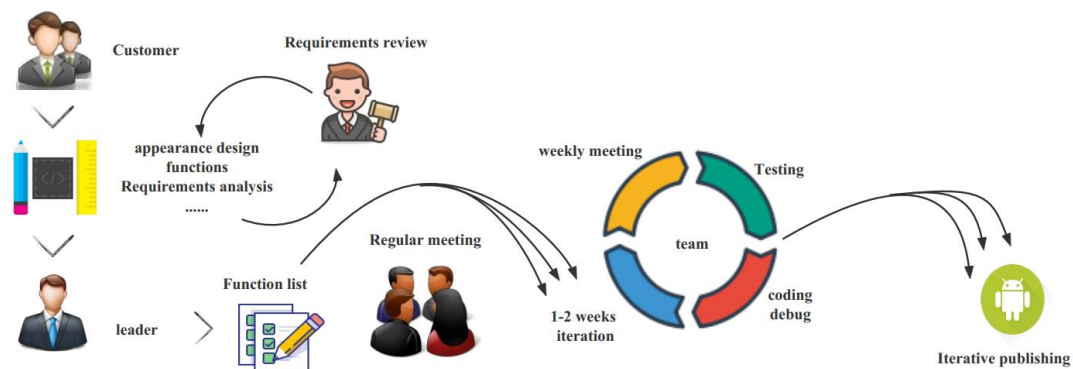 Customer
Requirements review
appearance design
functions
Requirements analysis
......
leader
Function list
Regular meeting
weekly meeting
Testing
team
1-2 weeks
iteration
coding
debug
Iterative publishing